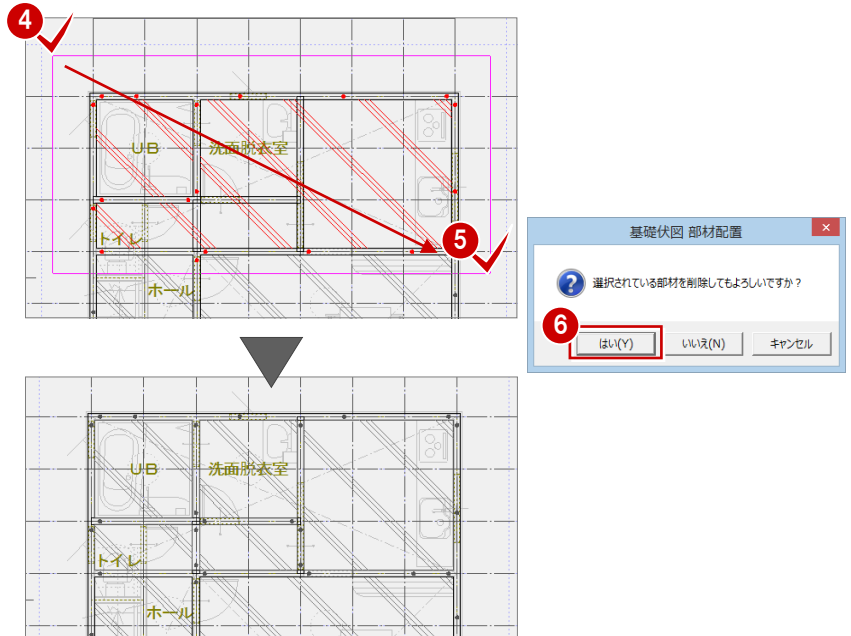 4
UB
洗面脱衣室
トイレ
5
ホール
基礎伏図 部材配置
×
?
選択されている部材を削除してもよろしいですか？
6
はい(Y)
いいえ(N)
キャンセル
UB
洗面脱衣室
トイレ
ホール